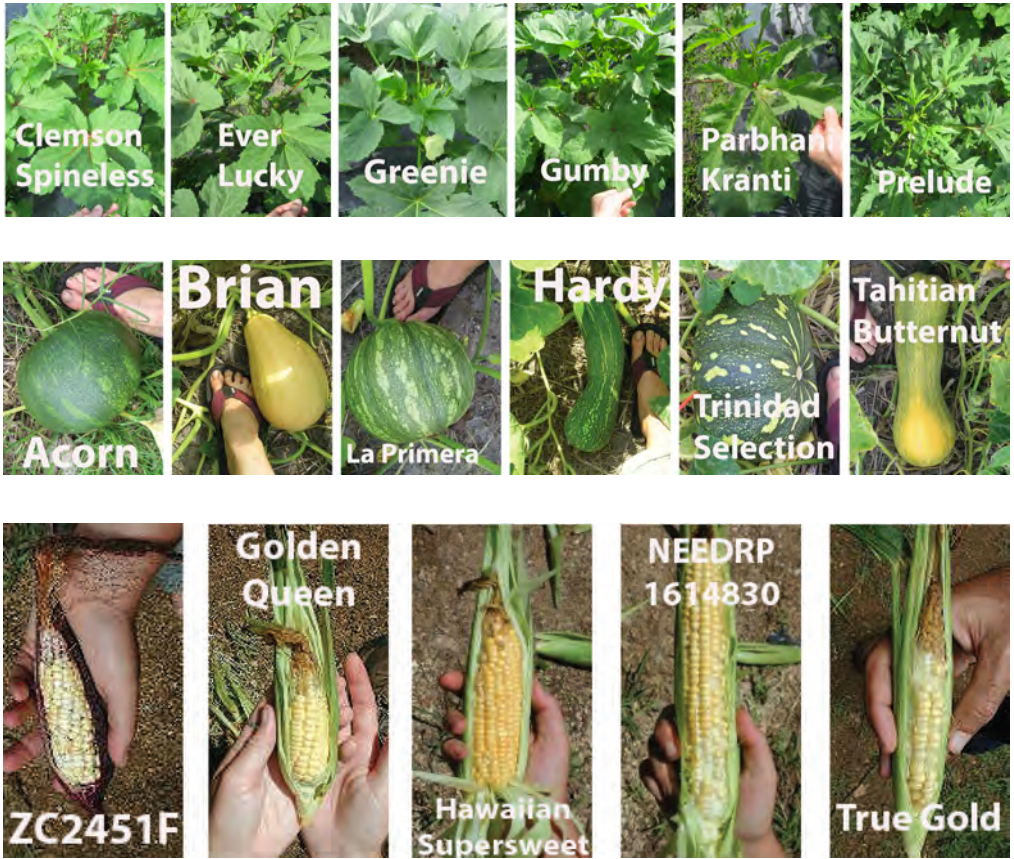 Clemson
Spineless
Ever
Lucky
Greenie
Gumby
Parbhani
Kranti
Prelude
Acorn
Brian
La Primera
Hardy
Trinidad
Selection
Tahitian
Butternut
ZC2451F
Golden
Queen
Hawaiian
Supersweet
NEEDRP
1614830
True Gold